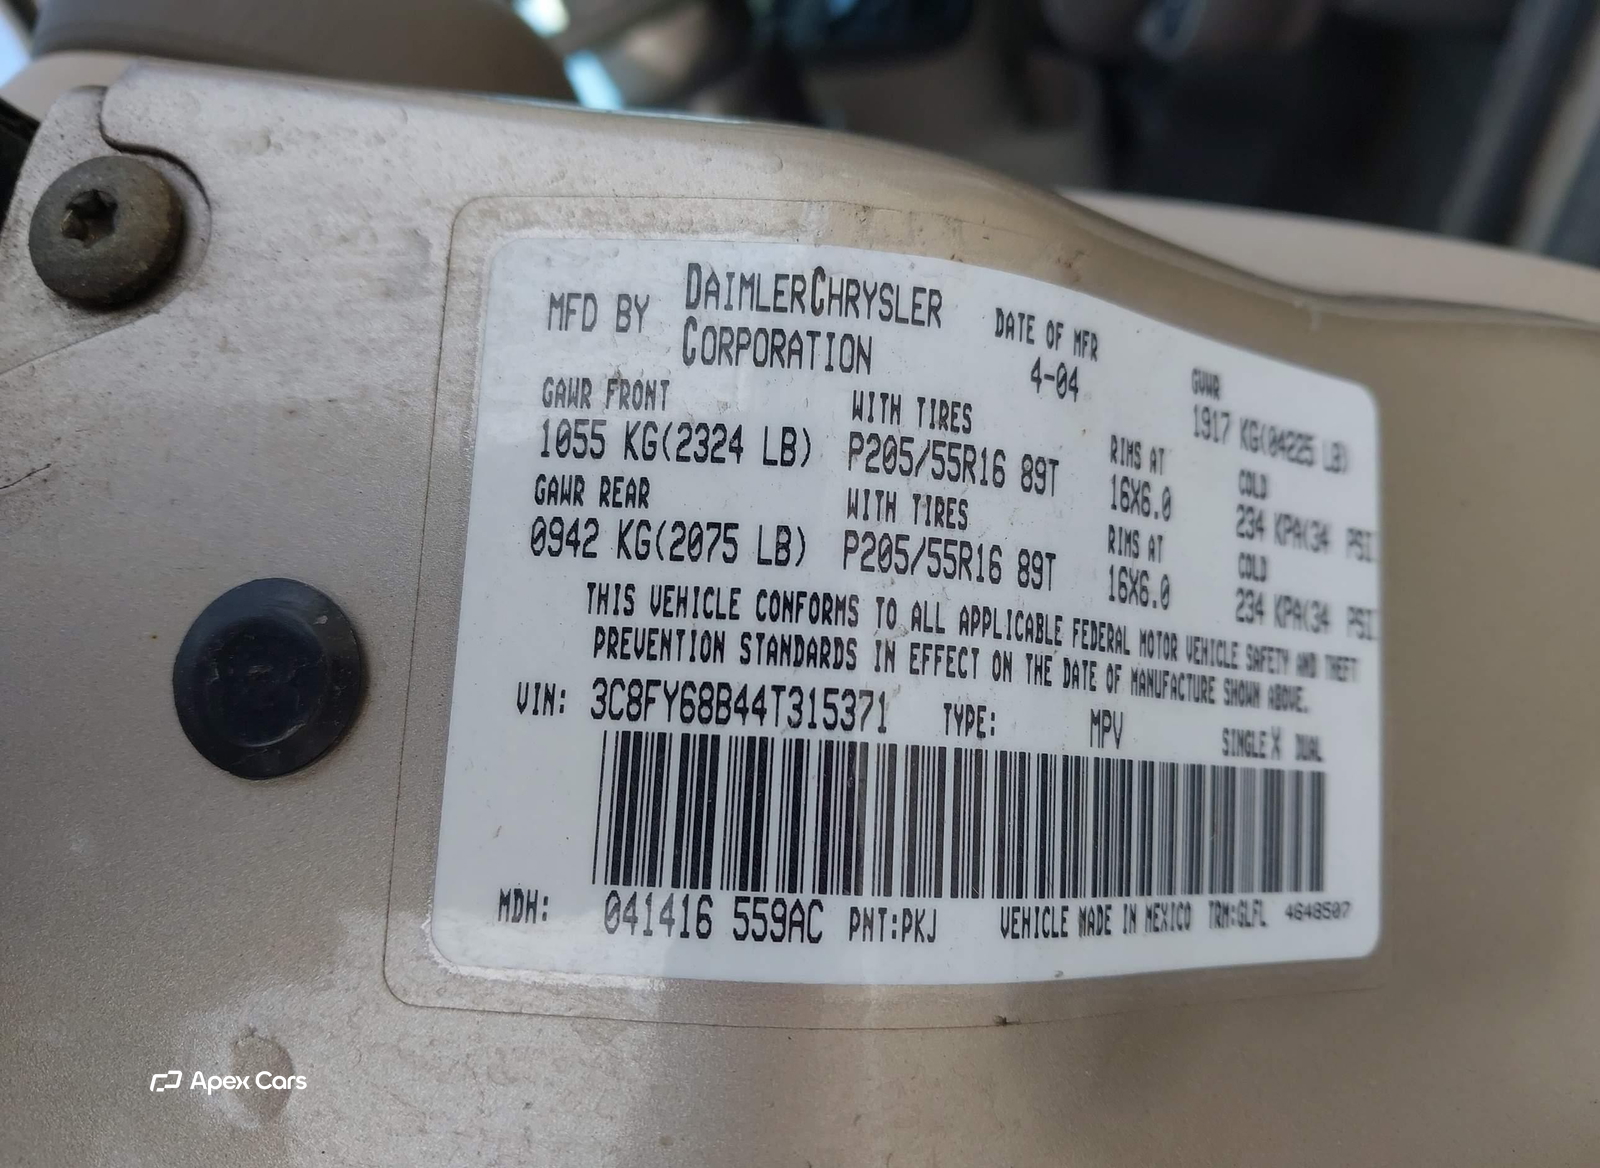 MFD BY DAIMLERCHRYSLER CORPORATION DATE OF MFR 4-04 GVWR 1917 KG(04225 LB)
GAWR FRONT WITH TIRES RIMS AT COLD
1055 KG(2324 LB) P205/55R16 89T 16X6.0 234 KPA(34 PSI
GAWR REAR WITH TIRES RIMS AT COLD
0942 KG(2075 LB) P205/55R16 89T 16X6.0 234 KPA(34 PSI
THIS VEHICLE CONFORMS TO ALL APPLICABLE FEDERAL MOTOR VEHICLE SAFETY AND THEFT
PREVENTION STANDARDS IN EFFECT ON THE DATE OF MANUFACTURE SHOWN ABOVE.
VIN: 3C8FY68B44T315371 TYPE: MPV SINGLE X DUAL
MDH: 041416 559AC PNT:PKJ VEHICLE MADE IN MEXICO TRM:GLFL 4648507
Apex Cars